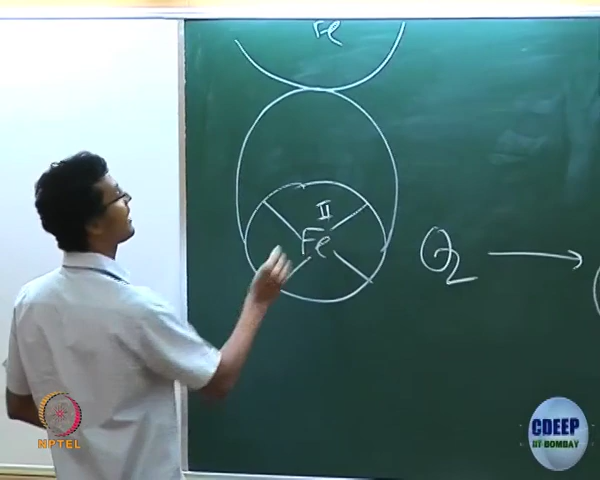 Fe
II
Fe
O2 →
NPTEL
CDEEP
IIT BOMBAY